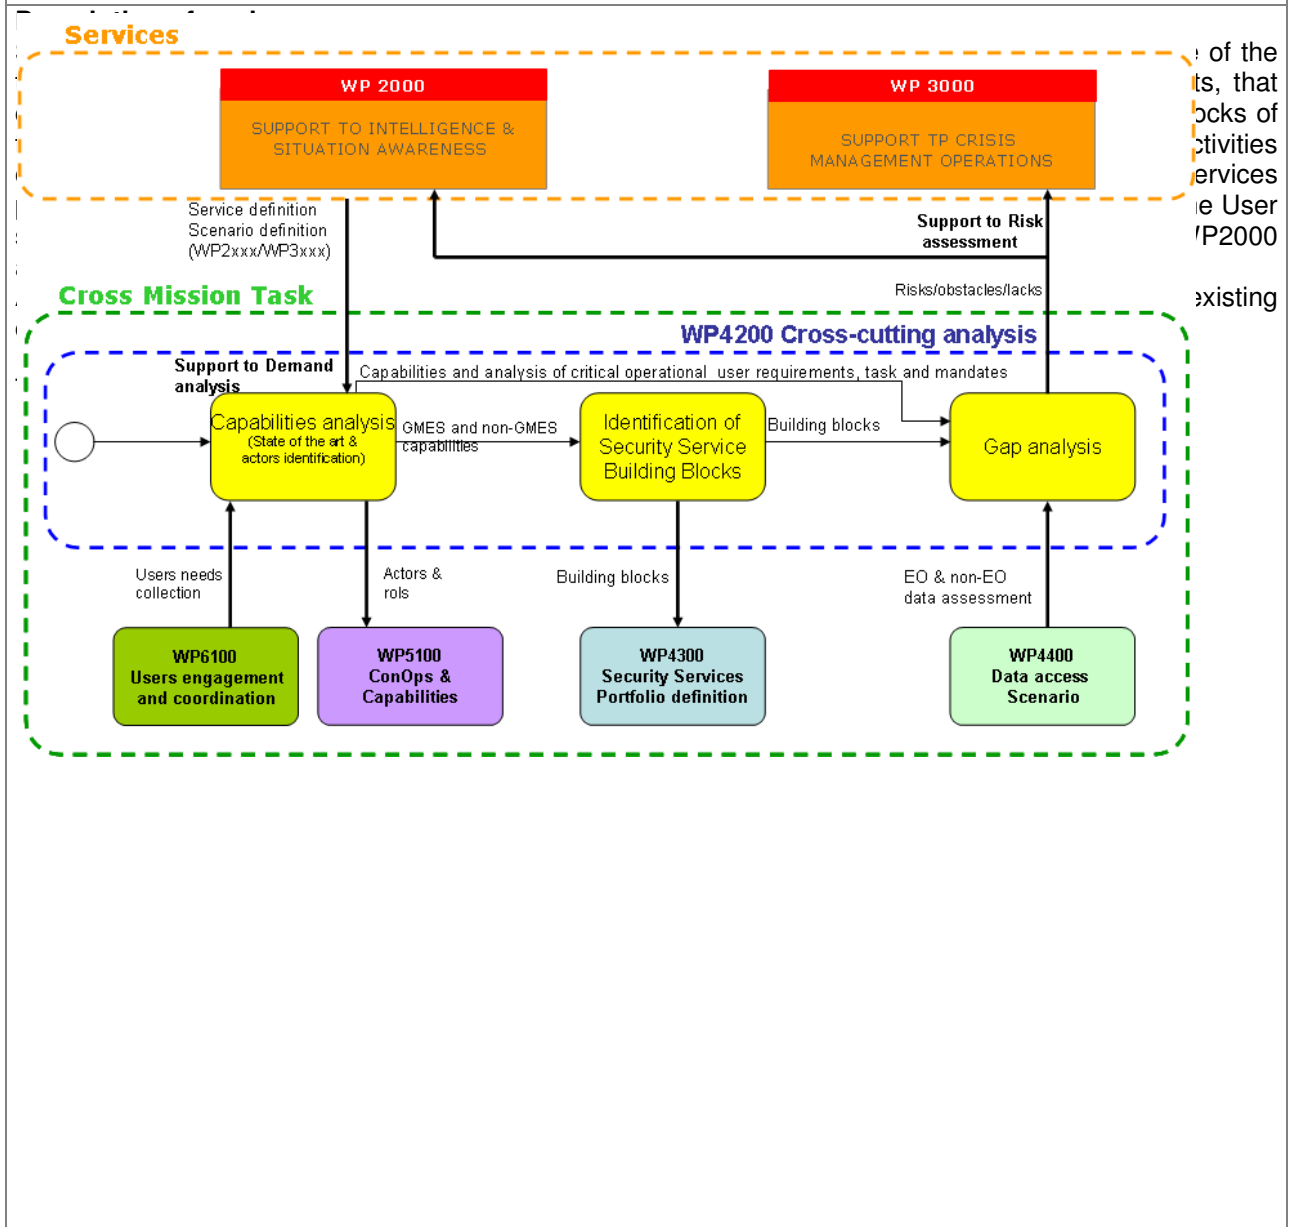 Services
e of the
WP 2000
WP 3000
ts, that
ocks of
SUPPORT TO INTELLIGENCE &
SITUATION AWARENESS
SUPPORT TP CRISIS
MANAGEMENT OPERATIONS
ctivities
ervices
Service definition
Scenario definition
(WP2xxx/WP3xxx)
Support to Risk
assessment
e User
WP2000
Risks/obstacles/lacks
existing
Cross Mission Task
WP4200 Cross-cutting analysis
Support to Demand
analysis
Capabilities and analysis of critical operational user requirements, task and mandates
Capabilities analysis
(State of the art &
actors identification)
GMES and non-GMES
capabilities
Identification of
Security Service
Building Blocks
Building blocks
Gap analysis
Users needs
collection
Actors &
rols
Building blocks
EO & non-EO
data assessment
WP6100
Users engagement
and coordination
WP5100
ConOps &
Capabilities
WP4300
Security Services
Portfolio definition
WP4400
Data access
Scenario